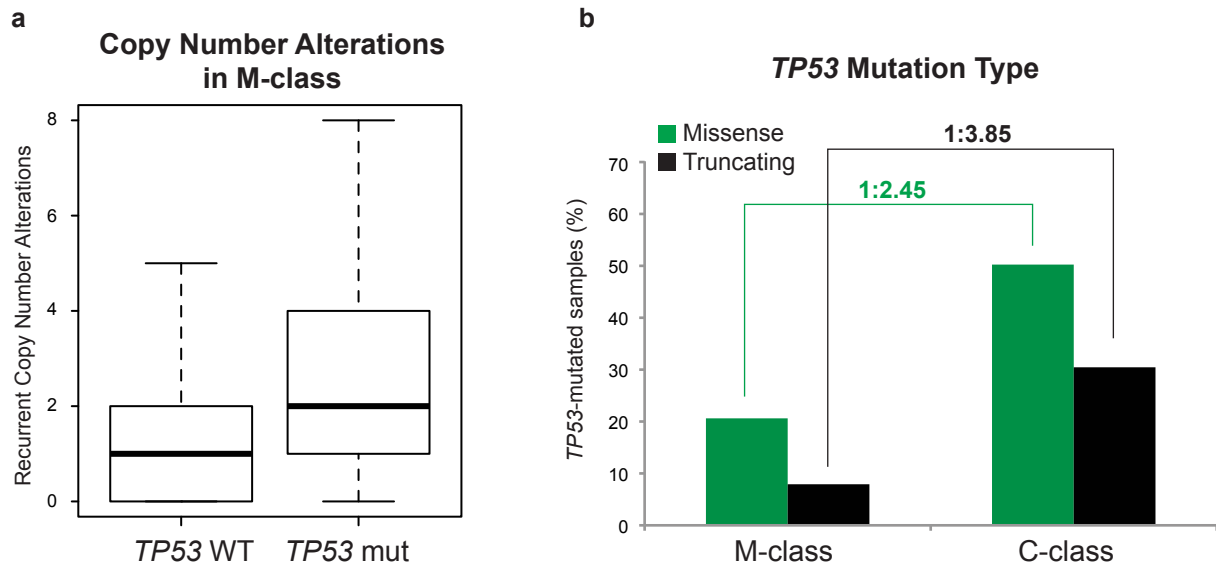 a
Copy Number Alterations
in M-class
Recurrent Copy Number Alterations
8
6
4
2
0
TP53 WT
TP53 mut
b
TP53 Mutation Type
Missense
Truncating
1:3.85
1:2.45
TP53-mutated samples (%)
70
60
50
40
30
20
10
0
M-class
C-class